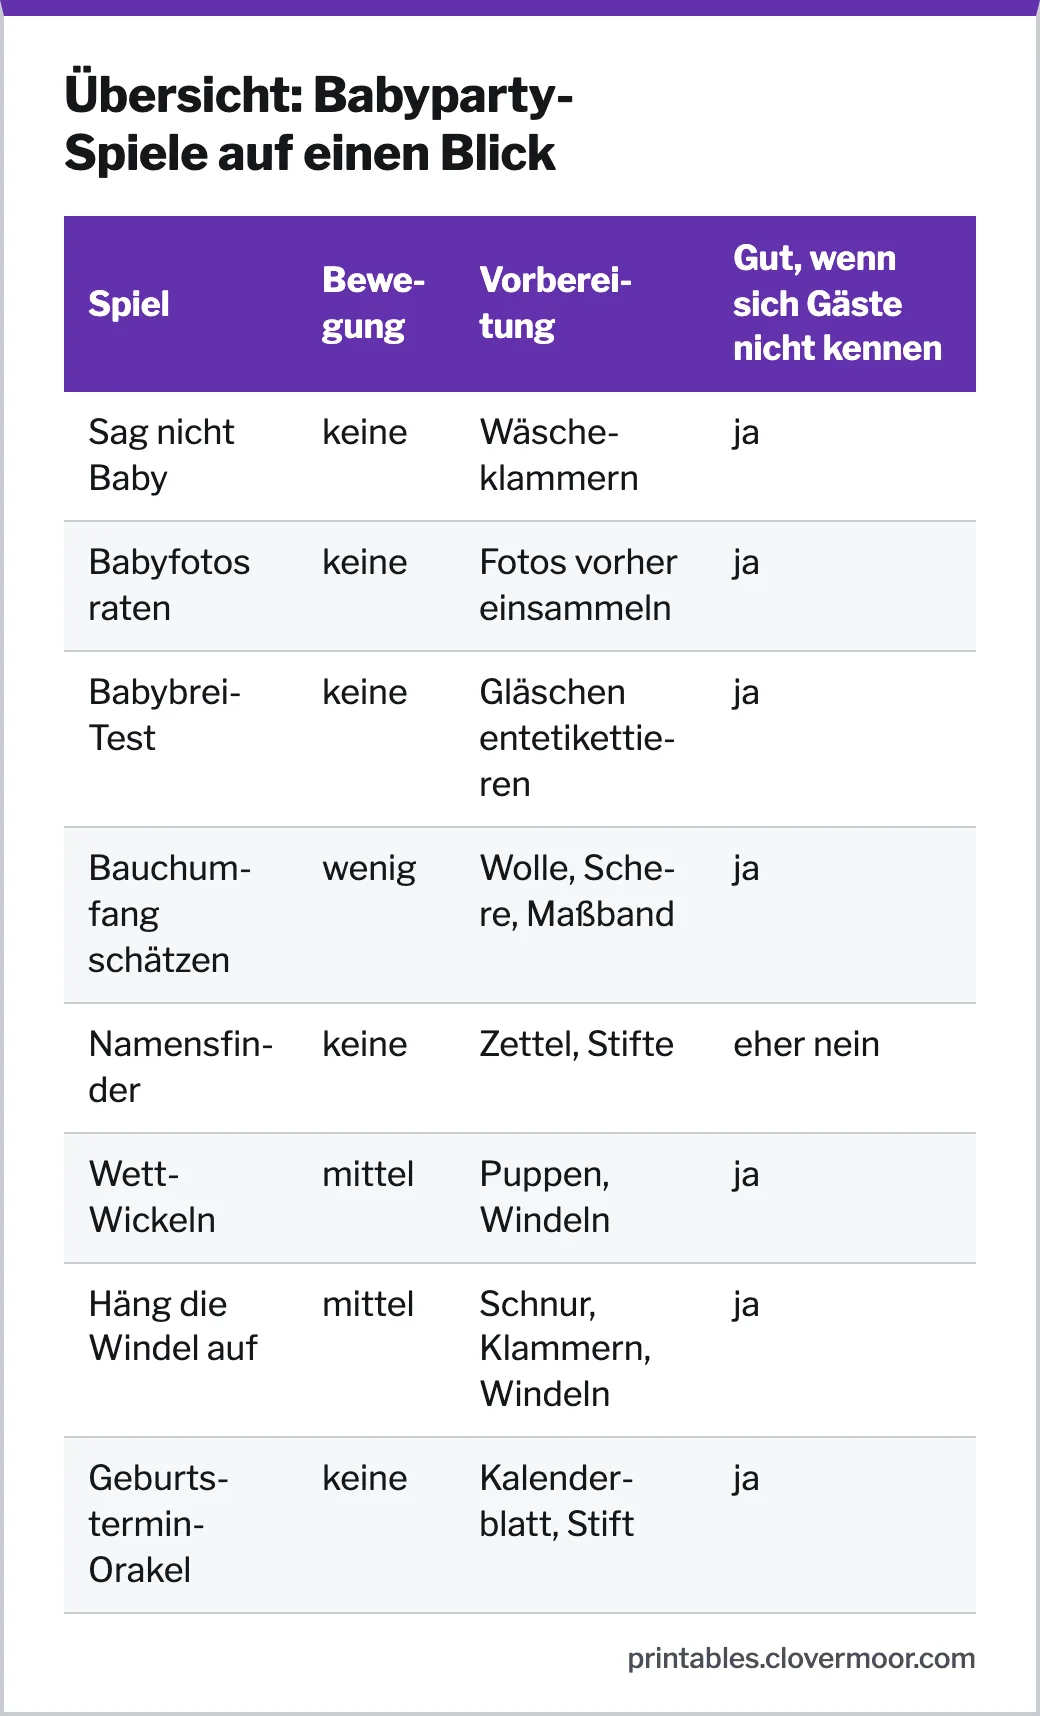 Übersicht: Babyparty-
Spiele auf einen Blick
Spiel
Bewe-
gung
Vorberei-
tung
Gut, wenn
sich Gäste
nicht kennen
Sag nicht
Baby
keine
Wäsche-
klammern
ja
Babyfotos
raten
keine
Fotos vorher
einsammeln
ja
Babybrei-
Test
keine
Gläschen
entetikettie-
ren
ja
Bauchum-
fang
schätzen
wenig
Wolle, Sche-
re, Maßband
ja
Namensfin-
der
keine
Zettel, Stifte
eher nein
Wett-
Wickeln
mittel
Puppen,
Windeln
ja
Häng die
Windel auf
mittel
Schnur,
Klammern,
Windeln
ja
Geburts-
termin-
Orakel
keine
Kalender-
blatt, Stift
ja
printables.clovermoor.com